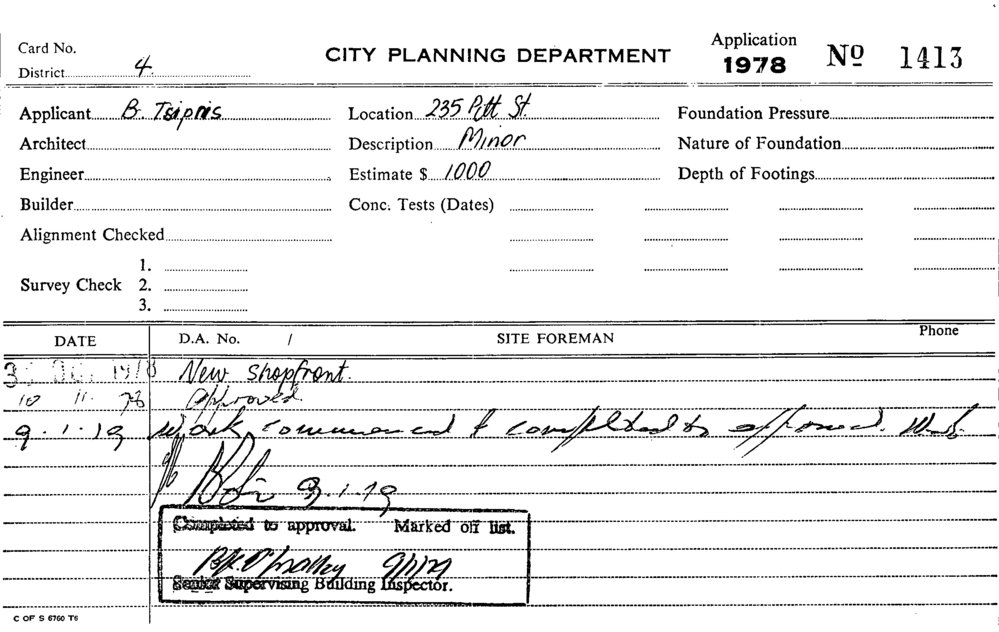 Card No.
CITY PLANNING DEPARTMENT
Application
1978
Nº 1413
District 4
Applicant B. Tsipris
Location 235 Pitt St.
Foundation Pressure
Architect
Description Minor
Nature of Foundation
Engineer
Estimate $ 1000
Depth of Footings
Builder
Conc. Tests (Dates)
Alignment Checked
Survey Check
1.
2.
3.
DATE
D.A. No. /
SITE FOREMAN
Phone
1978 New Shopfront.
10 11. 78 Approved.
9.1.79 Work commenced & completed to approval.
9.1.79
Completed to approval. Marked off list.
9/1/79
Senior Supervising Building Inspector.
C OF S 6760 T6